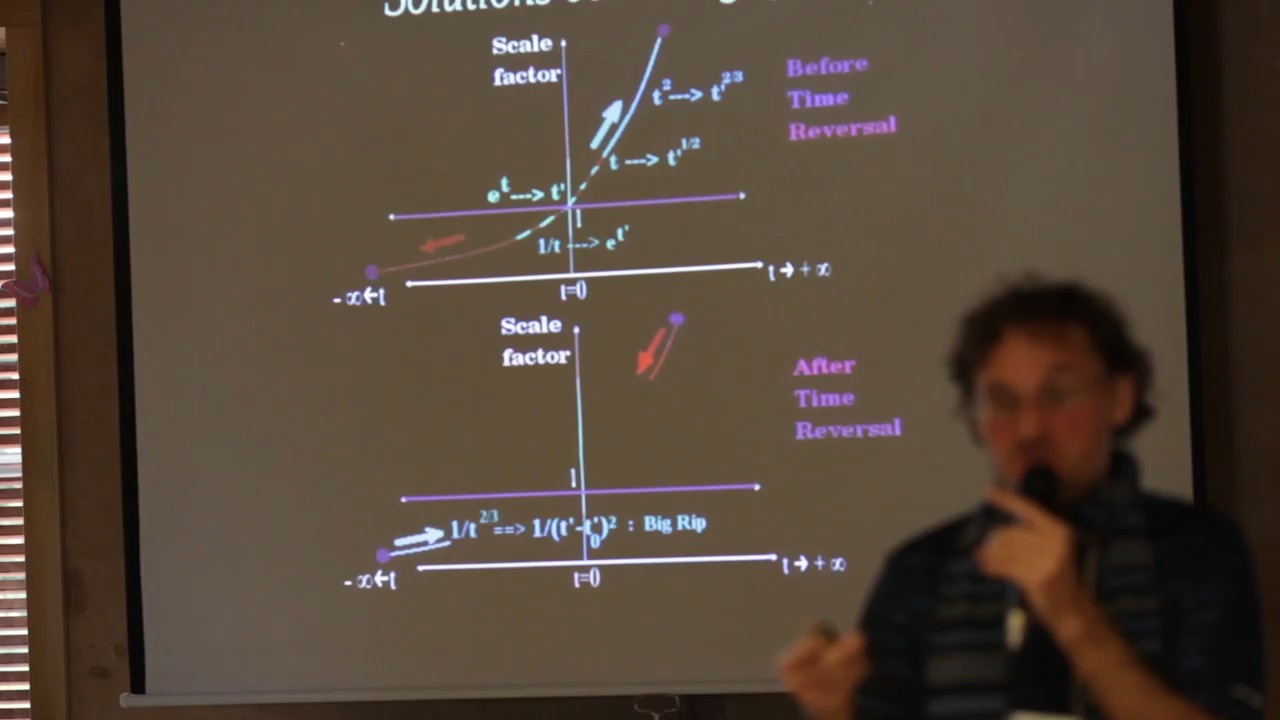 Solutions
Scale
factor
t²---> t'^2/3
Before
Time
Reversal
t ---> t'^1/2
e^t---> t'
1
1/t ---> e^t'
- ∞←t
t=0
t→+∞
Scale
factor
After
Time
Reversal
1
1/t^2/3 ==> 1/(t'-t'₀)² : Big Rip
- ∞←t
t=0
t→+∞